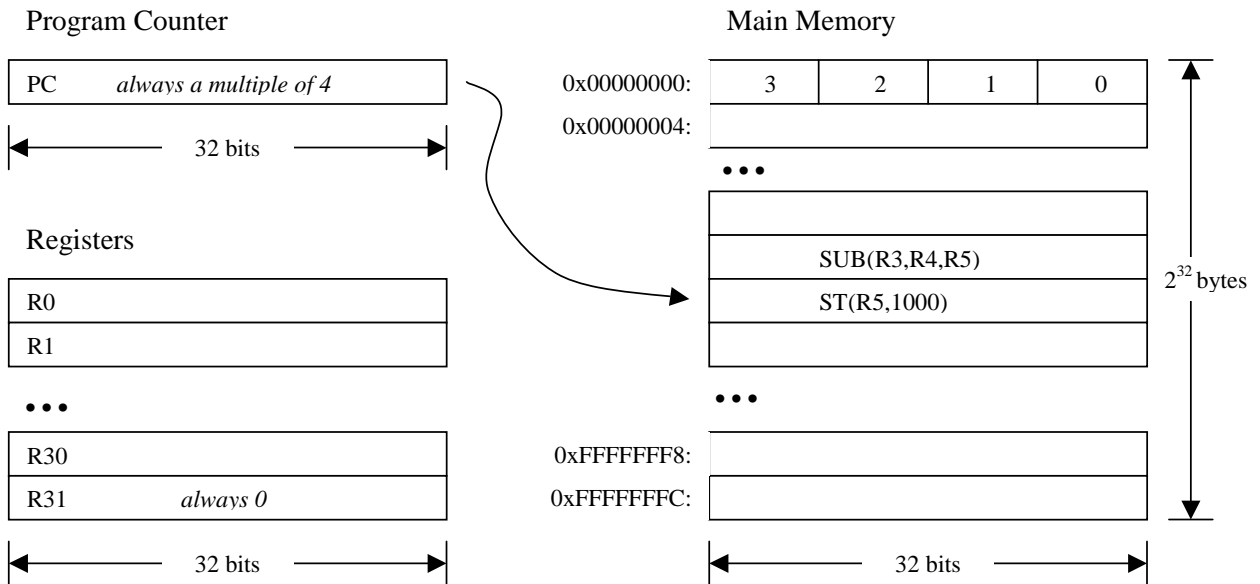 Program Counter
PC always a multiple of 4
32 bits
Registers
R0
R1
•••
R30
R31 always 0
32 bits
Main Memory
0x00000000: 3 2 1 0
0x00000004:
•••
SUB(R3,R4,R5)
ST(R5,1000)
•••
0xFFFFFFF8:
0xFFFFFFFC:
32 bits
2^32 bytes